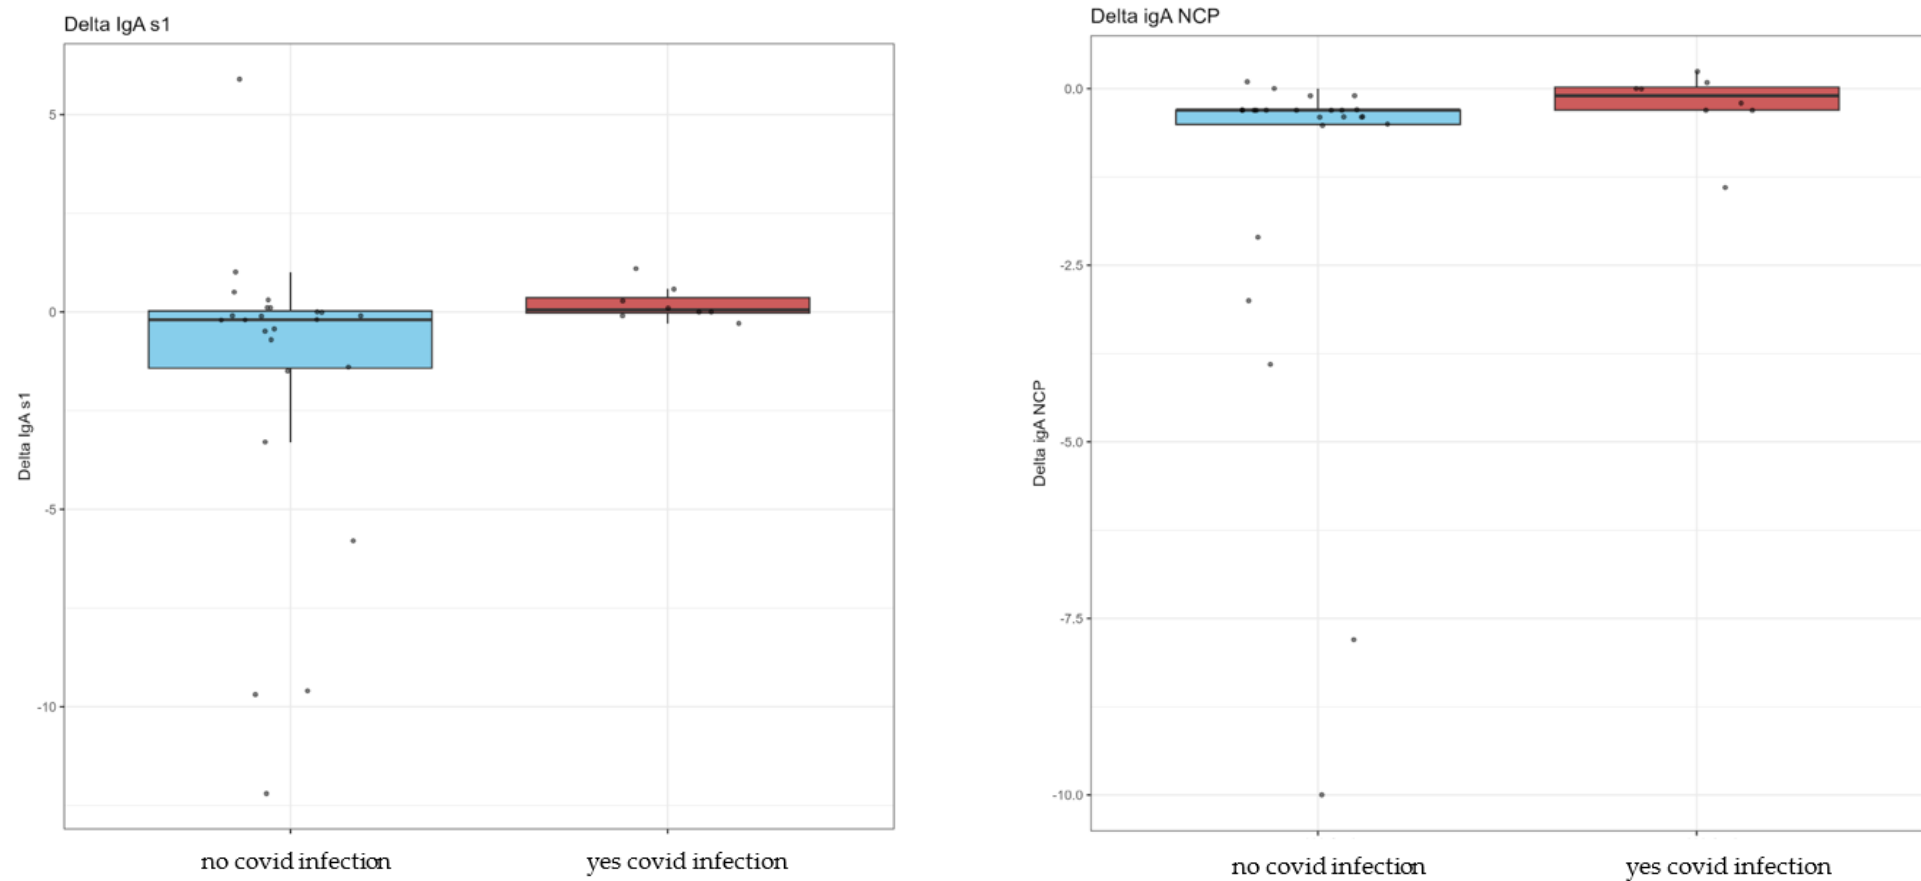 Delta IgA s1
Delta IgA s1
5
0
-5
-10
no covid infection
yes covid infection
Delta igA NCP
Delta igA NCP
0.0
-2.5
-5.0
-7.5
-10.0
no covid infection
yes covid infection